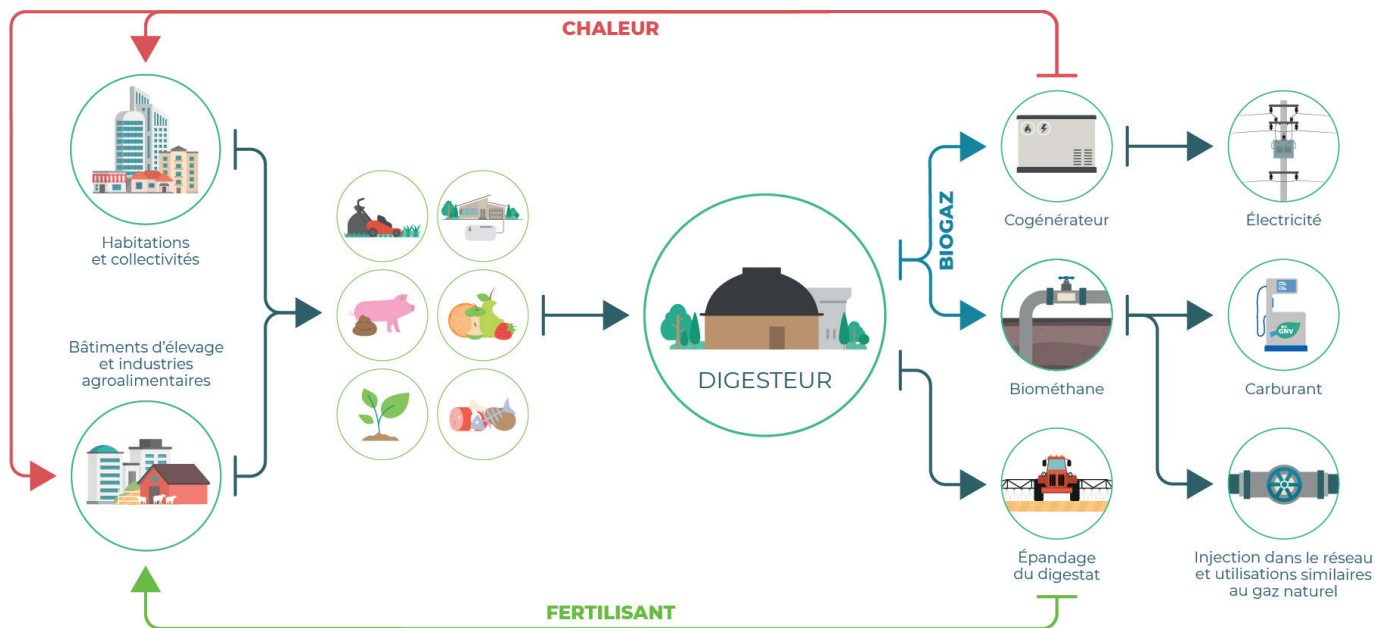 CHALEUR
Habitations
et collectivités
Bâtiments d'élevage
et industries
agroalimentaires
DIGESTEUR
BIOGAZ
Cogénérateur
Électricité
Biométhane
GNV
Carburant
Épandage
du digestat
Injection dans le réseau
et utilisations similaires
au gaz naturel
FERTILISANT